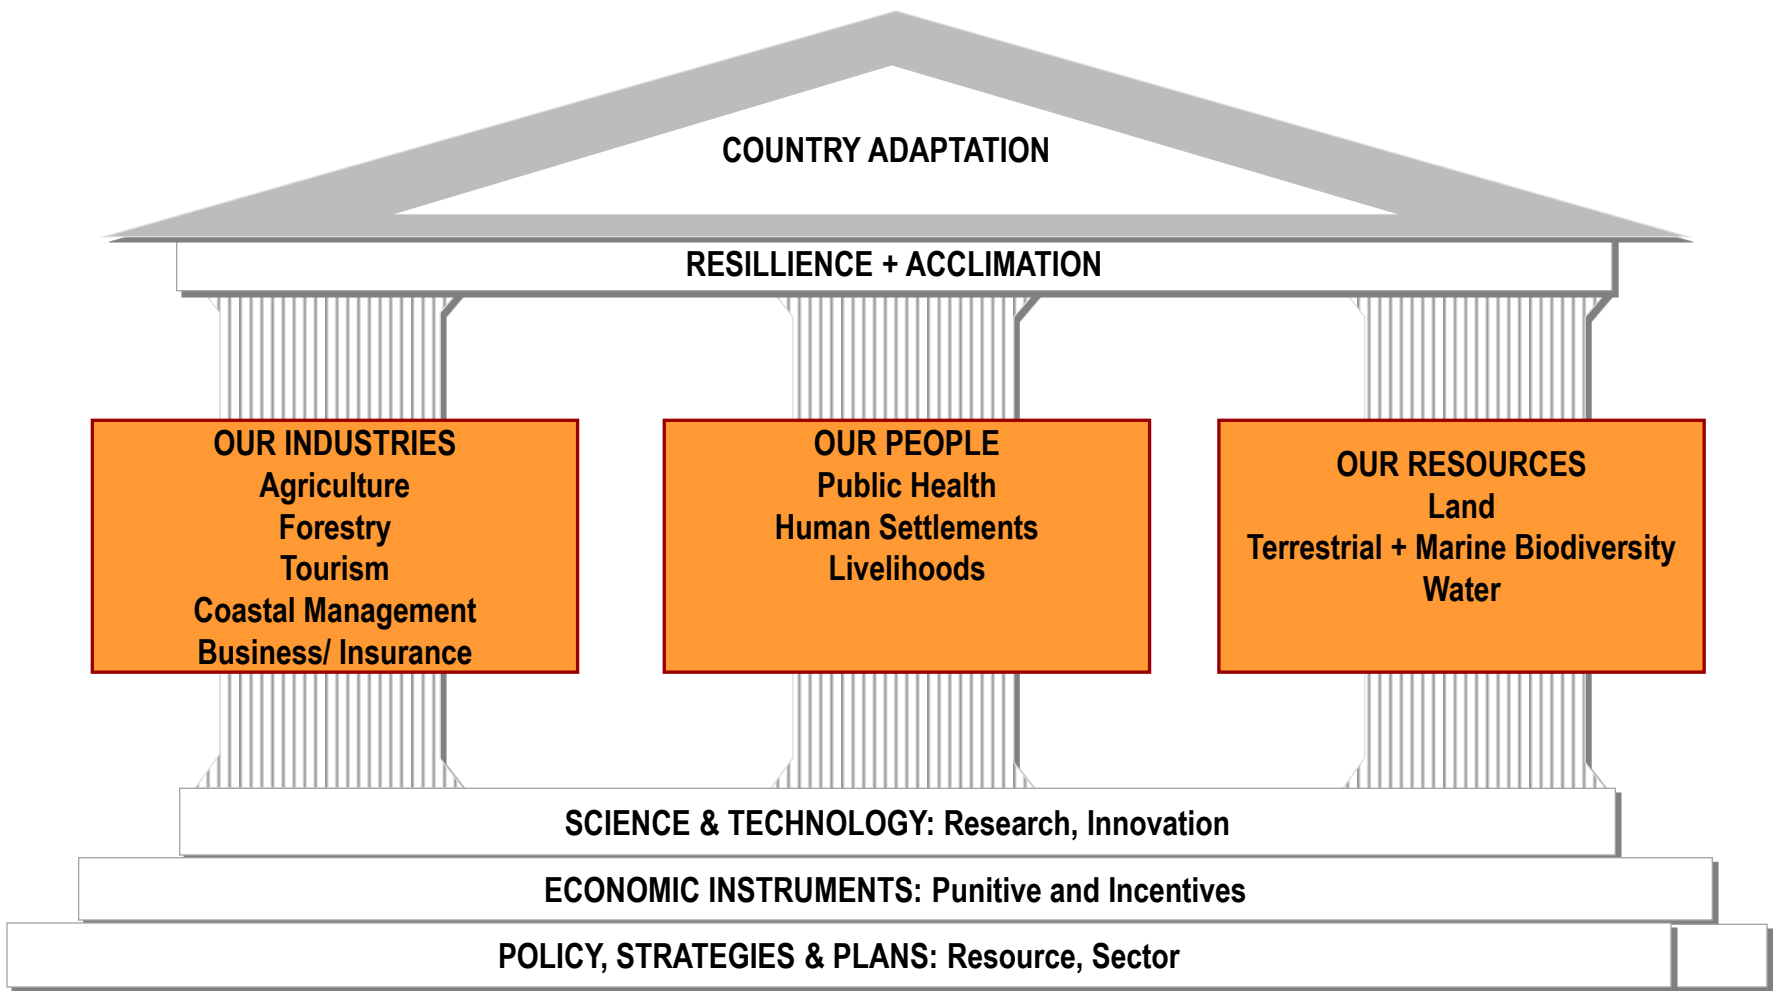 COUNTRY ADAPTATION
RESILLIENCE + ACCLIMATION
OUR INDUSTRIES
Agriculture
Forestry
Tourism
Coastal Management
Business/ Insurance
OUR PEOPLE
Public Health
Human Settlements
Livelihoods
OUR RESOURCES
Land
Terrestrial + Marine Biodiversity
Water
SCIENCE & TECHNOLOGY: Research, Innovation
ECONOMIC INSTRUMENTS: Punitive and Incentives
POLICY, STRATEGIES & PLANS: Resource, Sector